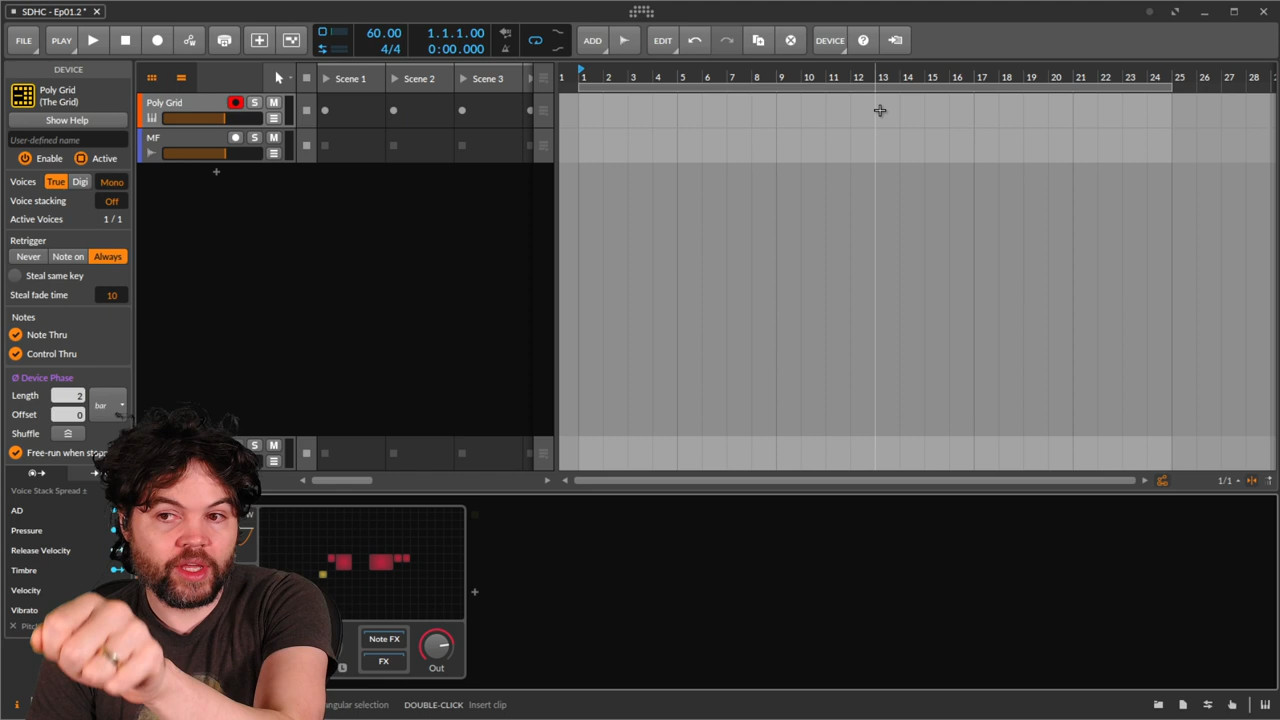 SDHC - Ep01.2 *
FILE
PLAY
60.00
4/4
1.1.1.00
0:00.000
ADD
EDIT
DEVICE
DEVICE
Poly Grid
(The Grid)
Show Help
User-defined name
Enable
Active
Voices
True
Digi
Mono
Voice stacking
Off
Active Voices
1 / 1
Retrigger
Never
Note on
Always
Steal same key
Steal fade time
10
Notes
Note Thru
Control Thru
Ø Device Phase
Length
2
bar
Offset
0
Shuffle
Free-run when stopp
Voice Stack Spread ±
AD
Pressure
Release Velocity
Timbre
Velocity
Vibrato
Pitch
Scene 1
Scene 2
Scene 3
Poly Grid
S
M
MF
S
M
S
M
1
1 2 3 4 5 6 7 8 9 10 11 12 13 14 15 16 17 18 19 20 21 22 23 24 25 26 27 28
1/1
Note FX
FX
L
Out
angular selection
DOUBLE-CLICK
Insert clip